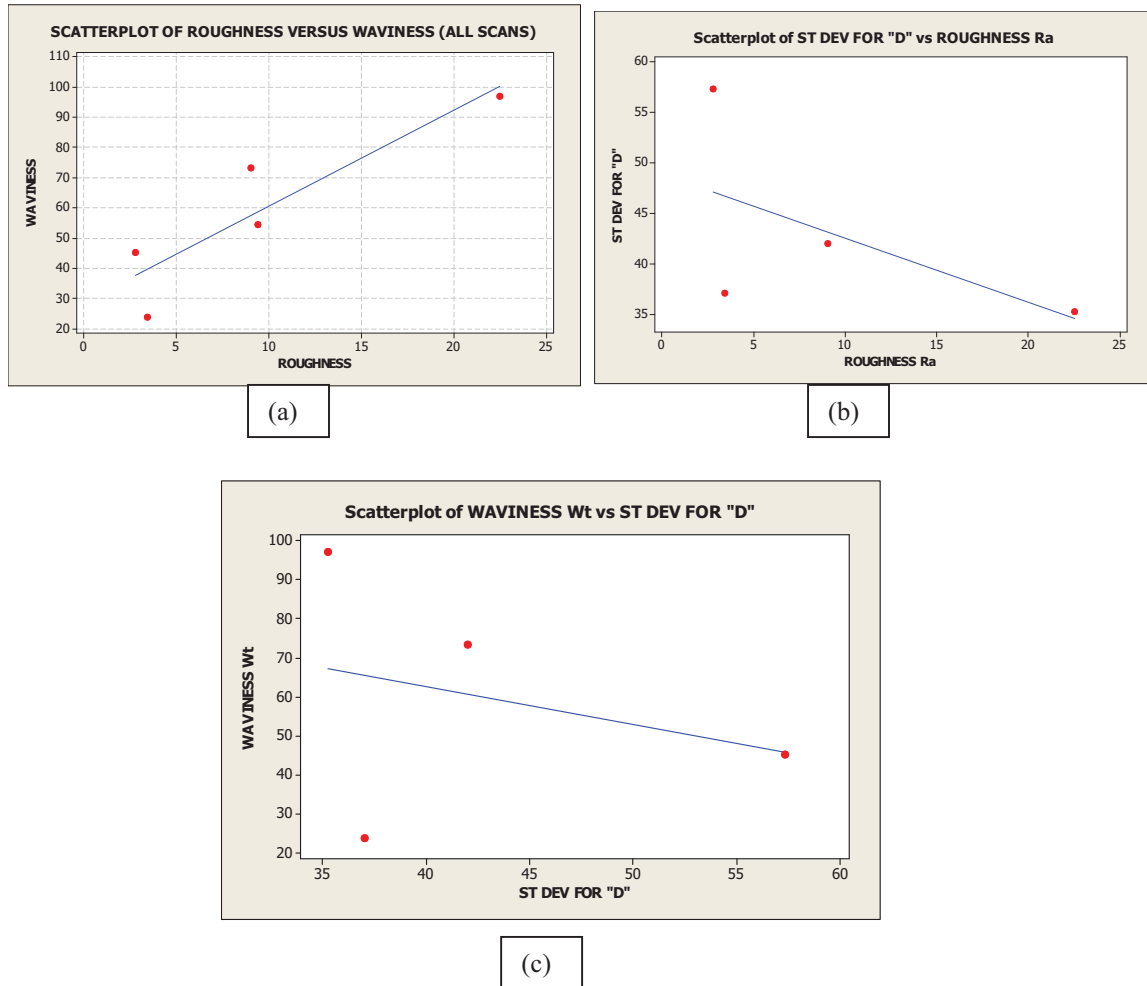 SCATTERPLOT OF ROUGHNESS VERSUS WAVINESS (ALL SCANS)
WAVINESS
110
100
90
80
70
60
50
40
30
20
0 5 10 15 20 25
ROUGHNESS
(a)
Scatterplot of ST DEV FOR "D" vs ROUGHNESS Ra
ST DEV FOR "D"
60
55
50
45
40
35
0 5 10 15 20 25
ROUGHNESS Ra
(b)
Scatterplot of WAVINESS Wt vs ST DEV FOR "D"
WAVINESS Wt
100
90
80
70
60
50
40
30
20
35 40 45 50 55 60
ST DEV FOR "D"
(c)